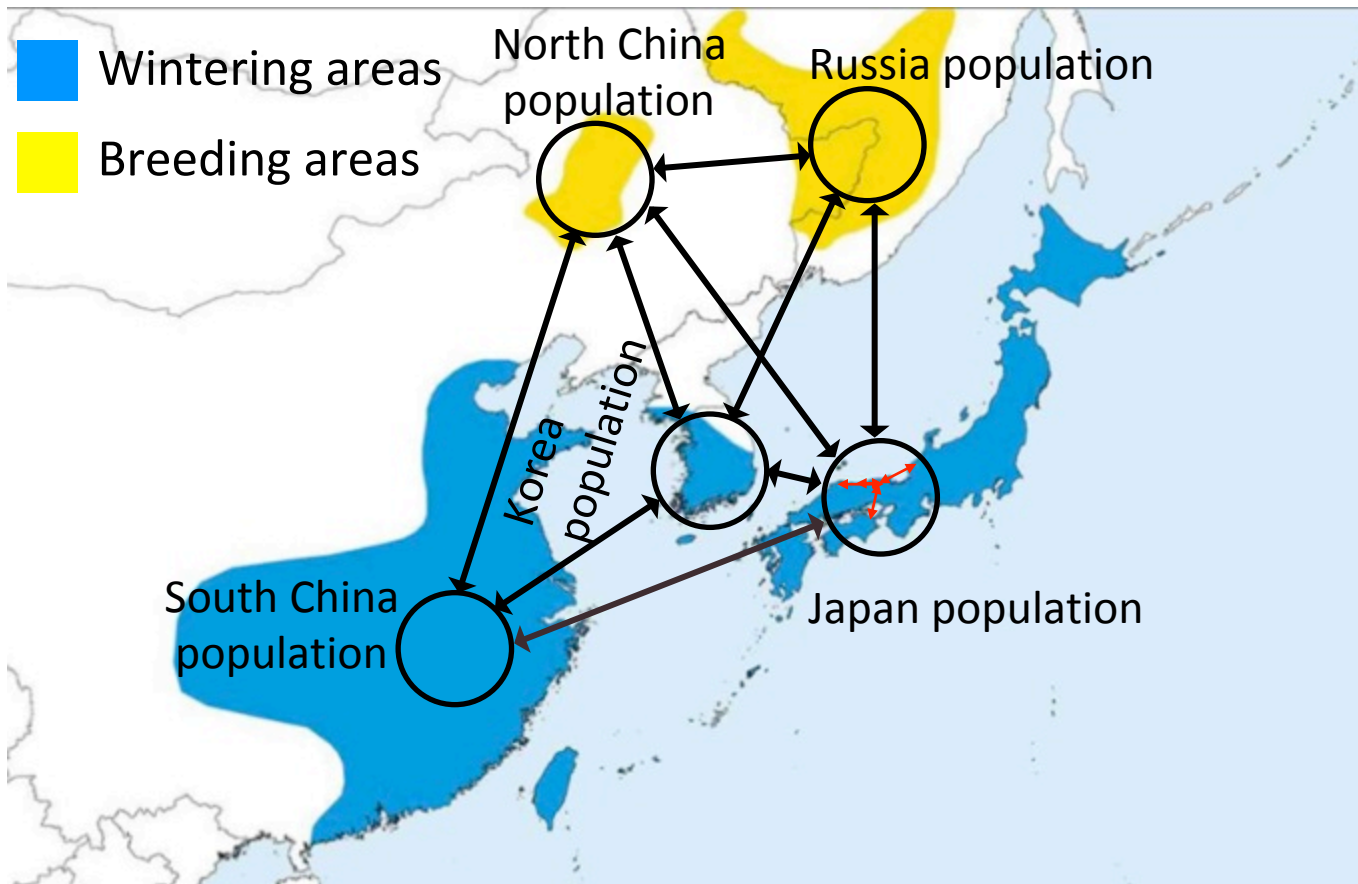 Wintering areas
Breeding areas
North China
population
Russia population
Korea
population
South China
population
Japan population